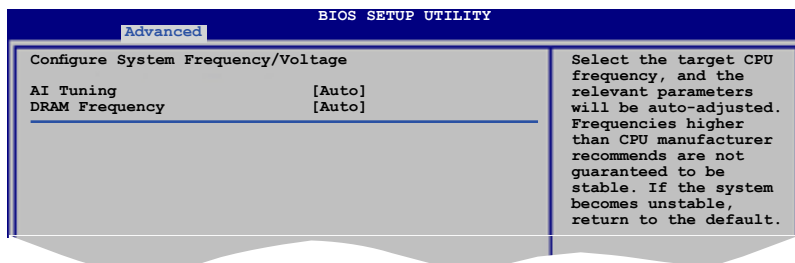 BIOS SETUP UTILITY
Advanced
Configure System Frequency/Voltage
AI Tuning [Auto]
DRAM Frequency [Auto]
Select the target CPU
frequency, and the
relevant parameters
will be auto-adjusted.
Frequencies higher
than CPU manufacturer
recommends are not
guaranteed to be
stable. If the system
becomes unstable,
return to the default.